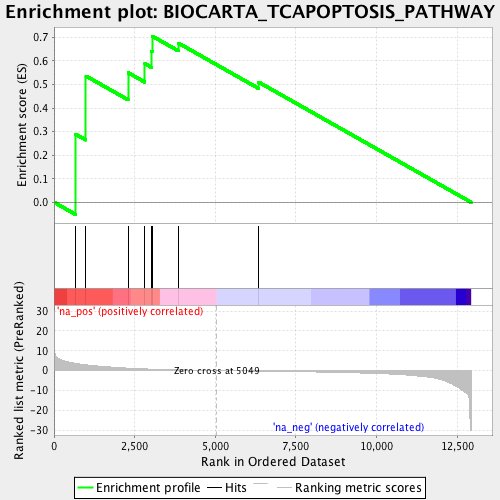 Enrichment plot: BIOCARTA_TCAPOPTOSIS_PATHWAY
Enrichment score (ES)
0.7
0.6
0.5
0.4
0.3
0.2
0.1
0.0
'na_pos' (positively correlated)
Ranked list metric (PreRanked)
30
20
10
0
-10
-20
-30
Zero cross at 5049
'na_neg' (negatively correlated)
0 2,500 5,000 7,500 10,000 12,500
Rank in Ordered Dataset
Enrichment profile Hits Ranking metric scores